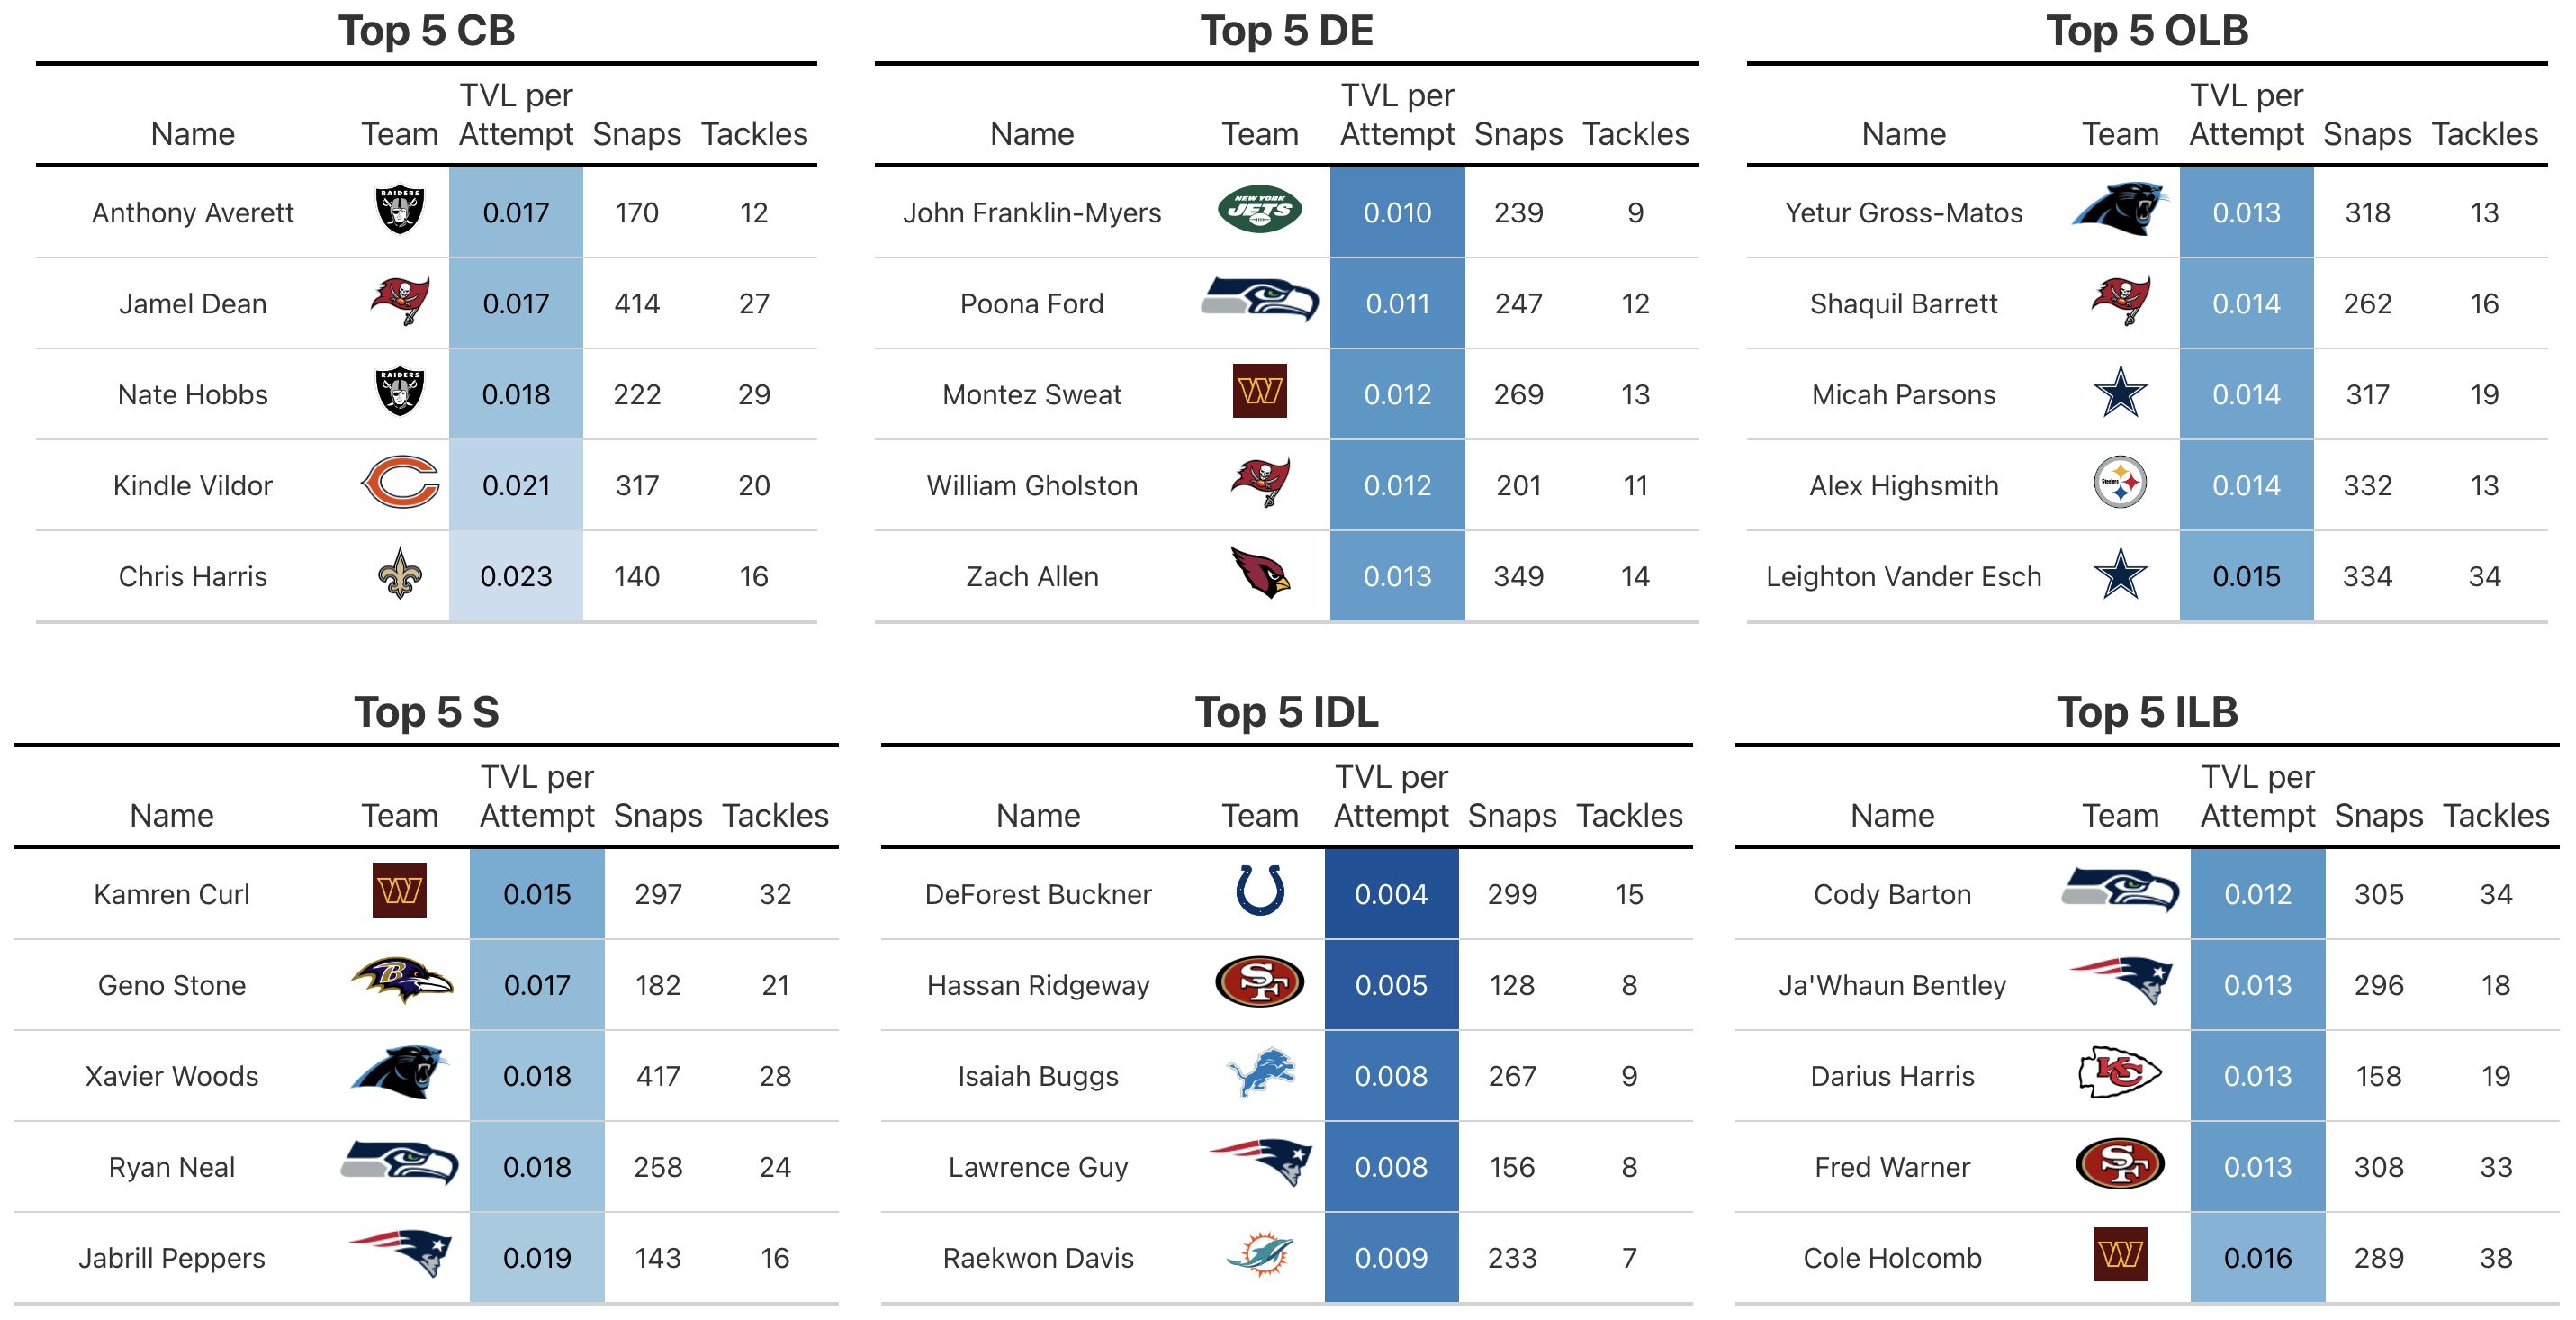 Top 5 CB
Name Team TVL per Attempt Snaps Tackles
Anthony Averett RAIDERS 0.017 170 12
Jamel Dean 0.017 414 27
Nate Hobbs RAIDERS 0.018 222 29
Kindle Vildor 0.021 317 20
Chris Harris 0.023 140 16
Top 5 DE
Name Team TVL per Attempt Snaps Tackles
John Franklin-Myers NEW YORK JETS 0.010 239 9
Poona Ford 0.011 247 12
Montez Sweat W 0.012 269 13
William Gholston 0.012 201 11
Zach Allen 0.013 349 14
Top 5 OLB
Name Team TVL per Attempt Snaps Tackles
Yetur Gross-Matos 0.013 318 13
Shaquil Barrett 0.014 262 16
Micah Parsons 0.014 317 19
Alex Highsmith Steelers 0.014 332 13
Leighton Vander Esch 0.015 334 34
Top 5 S
Name Team TVL per Attempt Snaps Tackles
Kamren Curl W 0.015 297 32
Geno Stone B 0.017 182 21
Xavier Woods 0.018 417 28
Ryan Neal 0.018 258 24
Jabrill Peppers 0.019 143 16
Top 5 IDL
Name Team TVL per Attempt Snaps Tackles
DeForest Buckner 0.004 299 15
Hassan Ridgeway SF 0.005 128 8
Isaiah Buggs 0.008 267 9
Lawrence Guy 0.008 156 8
Raekwon Davis 0.009 233 7
Top 5 ILB
Name Team TVL per Attempt Snaps Tackles
Cody Barton 0.012 305 34
Ja'Whaun Bentley 0.013 296 18
Darius Harris KC 0.013 158 19
Fred Warner SF 0.013 308 33
Cole Holcomb W 0.016 289 38